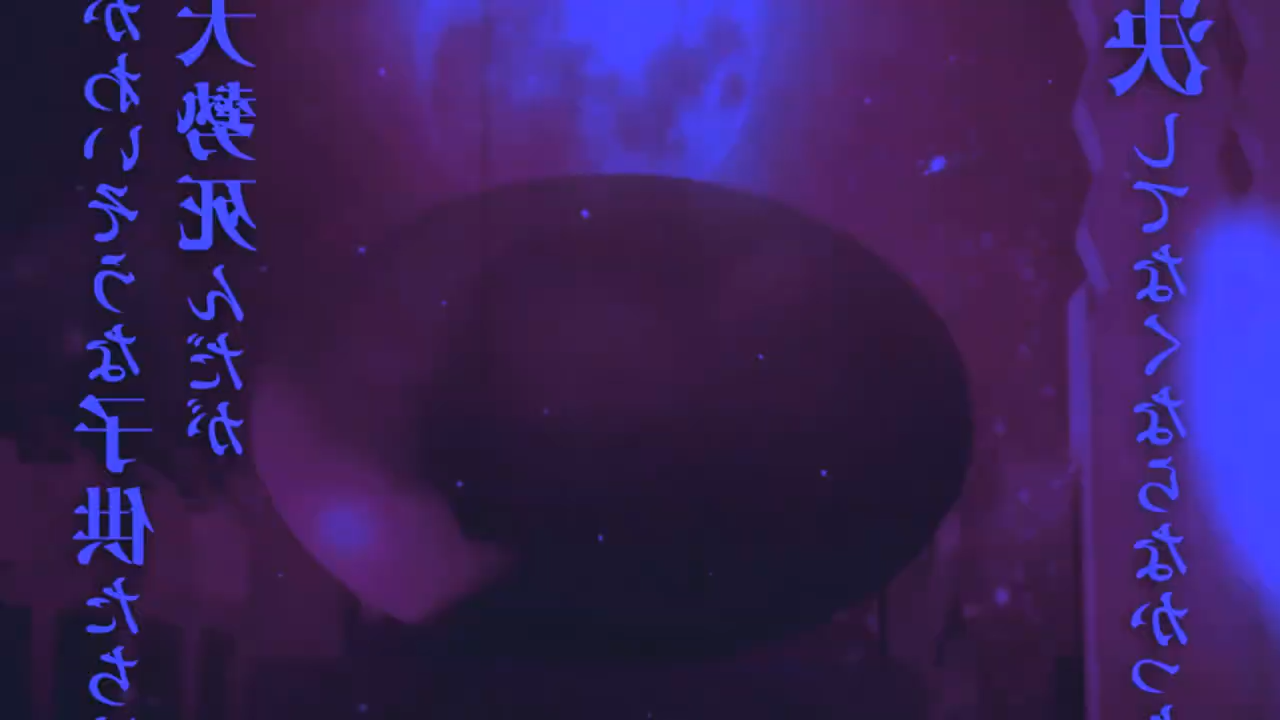 かわいそうな子供たち
大勢死んだが
決してなくならなかった